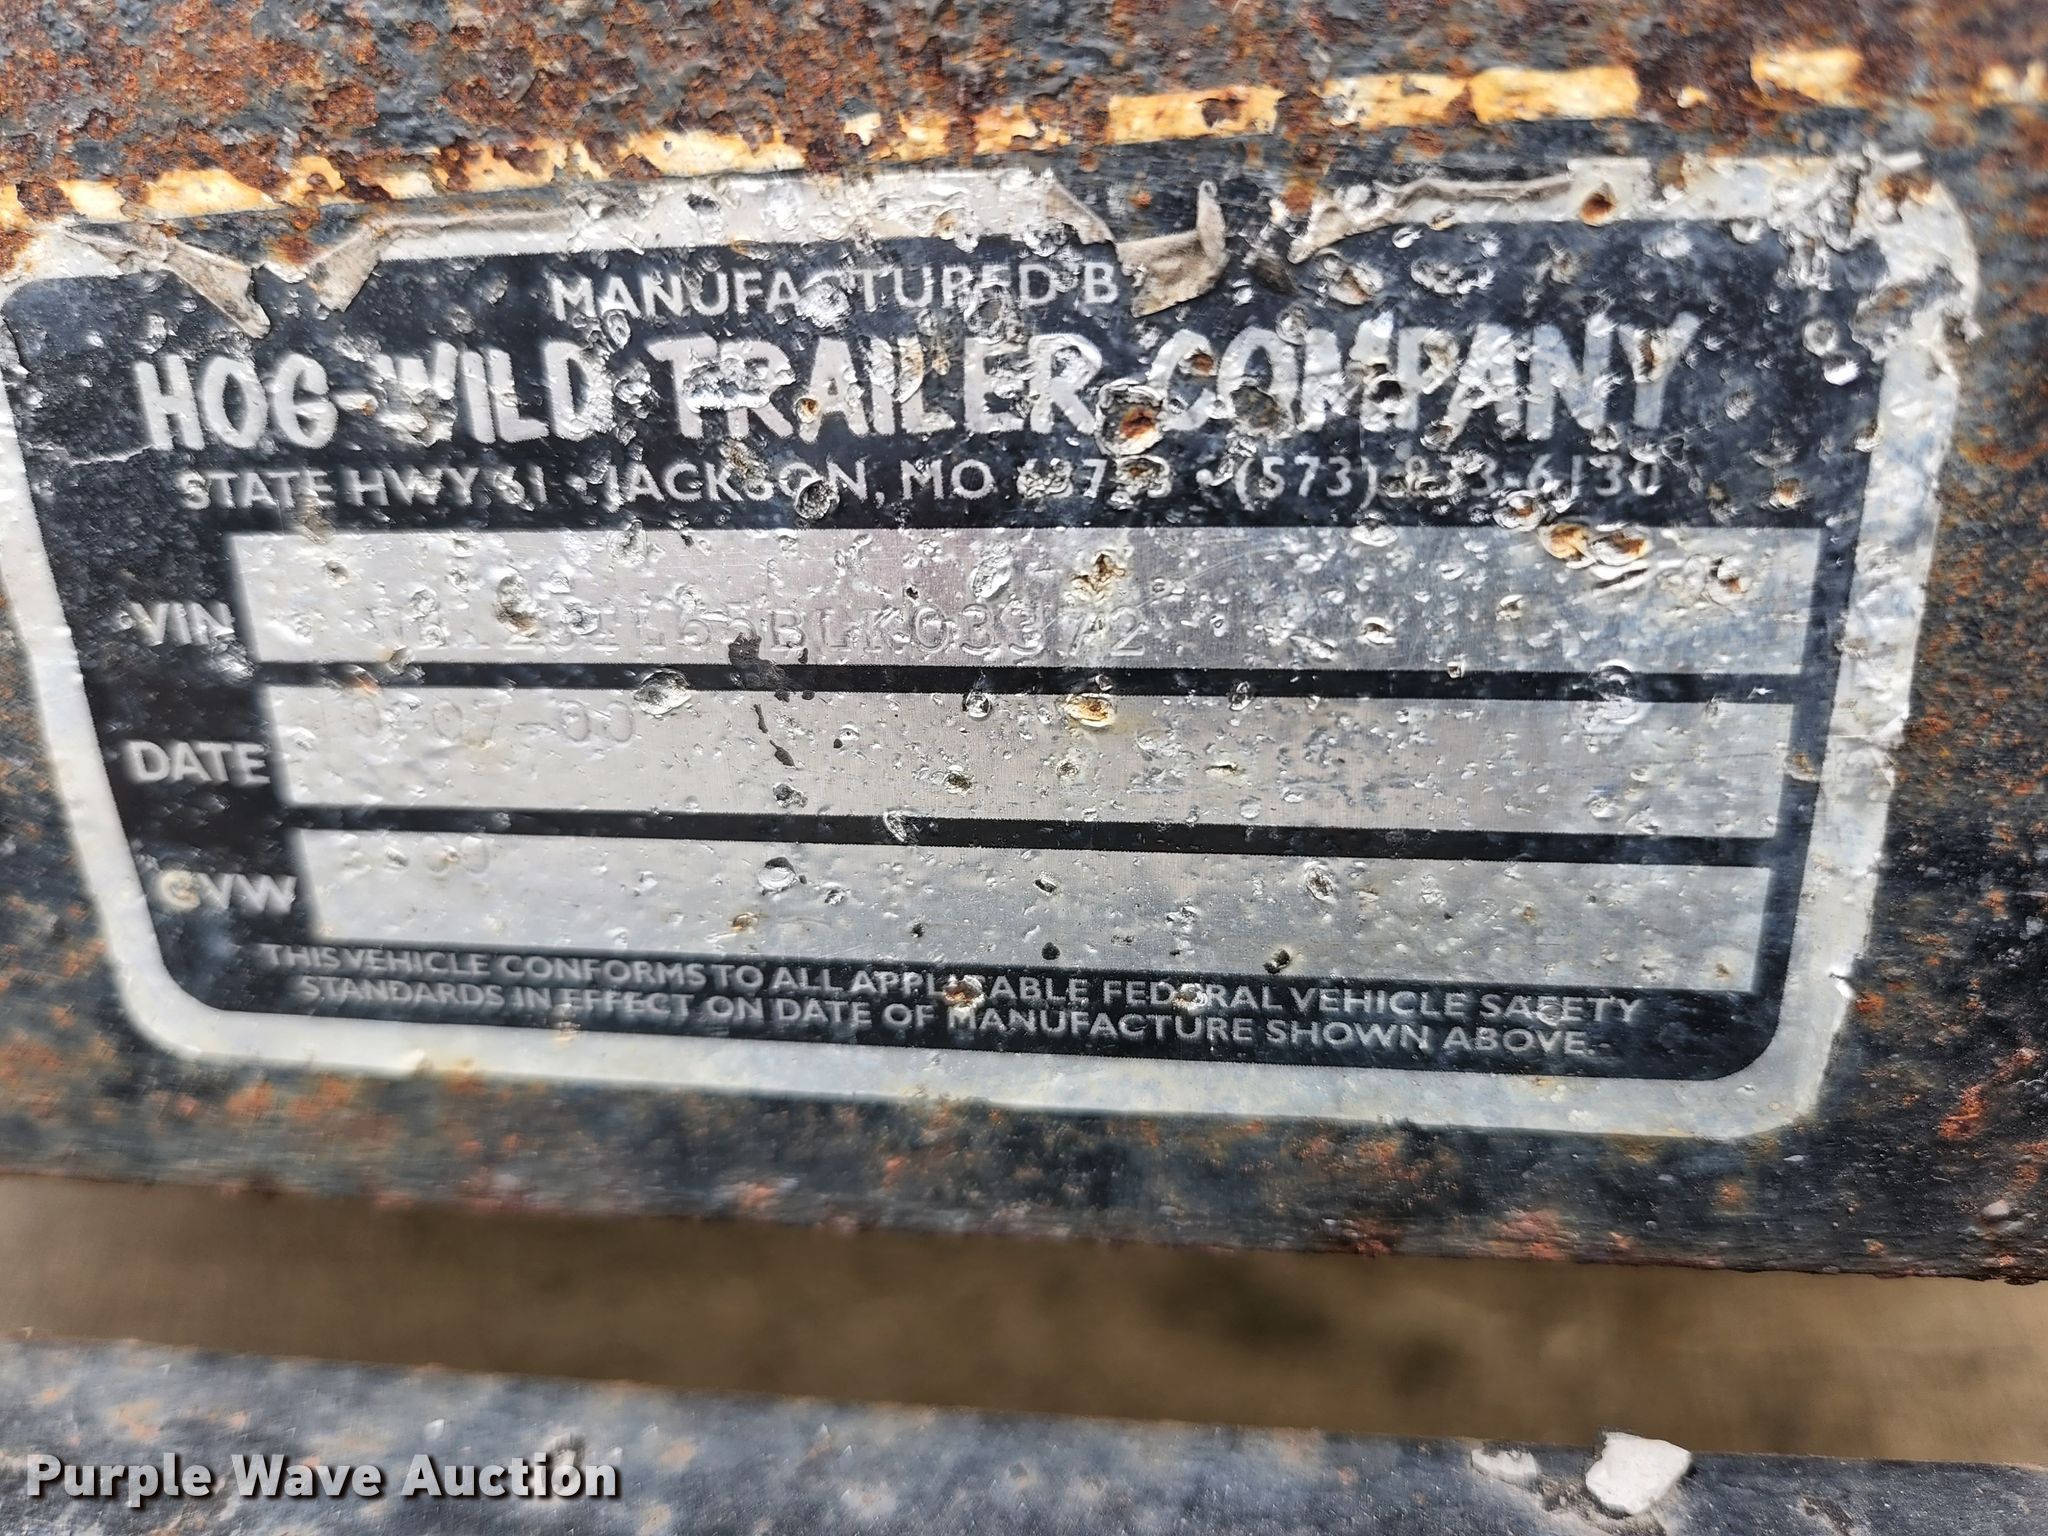 MANUFACTURED B
HOG-WILD TRAILER COMPANY
STATE HWY 61 • JACKSON, MO • (573)
VIN
DATE
GVW
THIS VEHICLE CONFORMS TO ALL APPLICABLE FEDERAL VEHICLE SAFETY
STANDARDS IN EFFECT ON DATE OF MANUFACTURE SHOWN ABOVE.
Purple Wave Auction